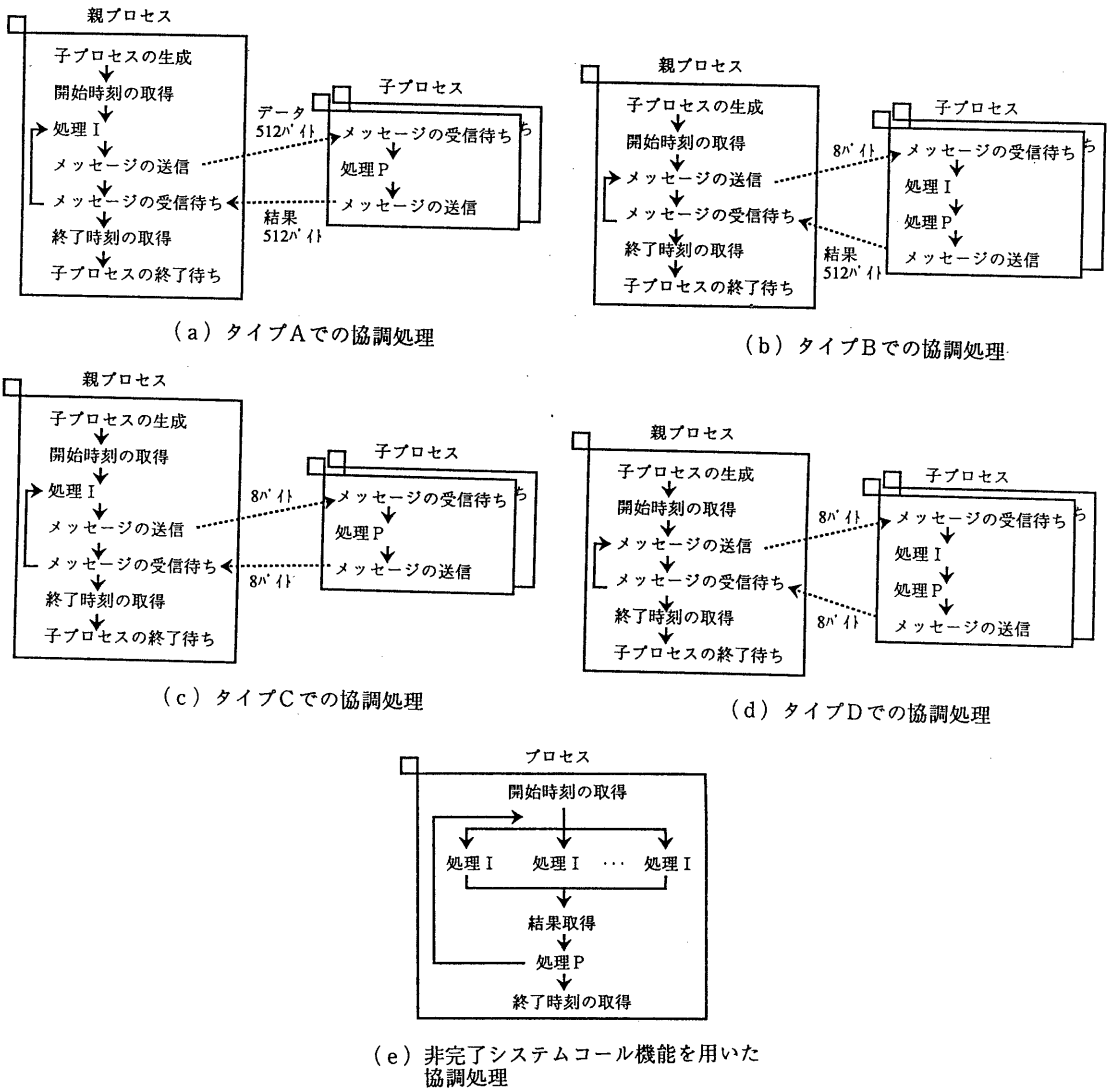 親プロセス
子プロセスの生成
開始時刻の取得
処理I
メッセージの送信
メッセージの受信待ち
終了時刻の取得
子プロセスの終了待ち
データ
512バイト
結果
512バイト
子プロセス
メッセージの受信待ち
ち
処理P
メッセージの送信
(a) タイプAでの協調処理
親プロセス
子プロセスの生成
開始時刻の取得
メッセージの送信
メッセージの受信待ち
終了時刻の取得
子プロセスの終了待ち
8バイト
結果
512バイト
子プロセス
メッセージの受信待ち
ち
処理I
処理P
メッセージの送信
(b) タイプBでの協調処理
親プロセス
子プロセスの生成
開始時刻の取得
処理I
メッセージの送信
メッセージの受信待ち
終了時刻の取得
子プロセスの終了待ち
8バイト
8バイト
子プロセス
メッセージの受信待ち
ち
処理P
メッセージの送信
(c) タイプCでの協調処理
親プロセス
子プロセスの生成
開始時刻の取得
メッセージの送信
メッセージの受信待ち
終了時刻の取得
子プロセスの終了待ち
8バイト
8バイト
子プロセス
メッセージの受信待ち
ち
処理I
処理P
メッセージの送信
(d) タイプDでの協調処理
プロセス
開始時刻の取得
処理I 処理I ··· 処理I
結果取得
処理P
終了時刻の取得
(e) 非完了システムコール機能を用いた
協調処理